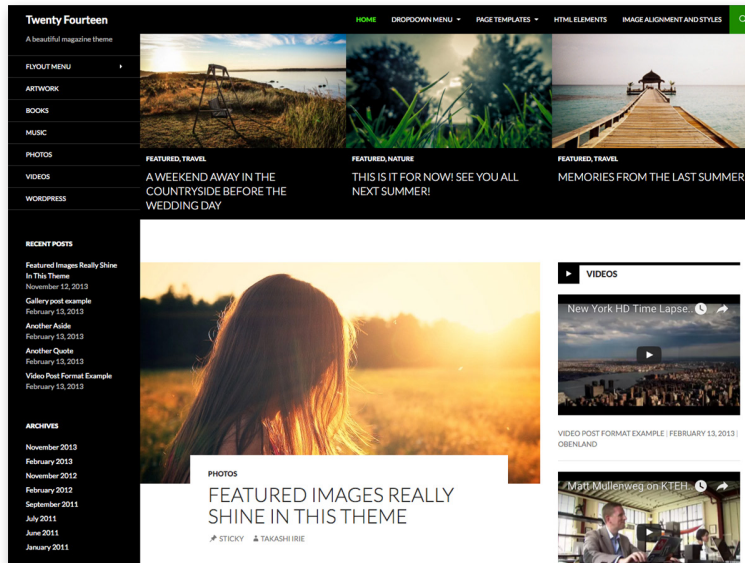 Twenty Fourteen
HOME
DROPDOWN MENU
PAGE TEMPLATES
HTML ELEMENTS
IMAGE ALIGNMENT AND STYLES
A beautiful magazine theme
FLYOUT MENU
ARTWORK
BOOKS
MUSIC
PHOTOS
VIDEOS
WORDPRESS
RECENT POSTS
Featured Images Really Shine
In This Theme
November 12, 2013
Gallery post example
February 13, 2013
Another Aside
February 13, 2013
Another Quote
February 13, 2013
Video Post Format Example
February 13, 2013
ARCHIVES
November 2013
February 2013
November 2012
February 2012
September 2011
July 2011
June 2011
January 2011
FEATURED, TRAVEL
A WEEKEND AWAY IN THE
COUNTRYSIDE BEFORE THE
WEDDING DAY
FEATURED, NATURE
THIS IS IT FOR NOW! SEE YOU ALL
NEXT SUMMER!
FEATURED, TRAVEL
MEMORIES FROM THE LAST SUMMER
PHOTOS
FEATURED IMAGES REALLY
SHINE IN THIS THEME
STICKY
TAKASHI IRIE
VIDEOS
New York HD Time Lapse...
VIDEO POST FORMAT EXAMPLE | FEBRUARY 13, 2013 |
OBENLAND
Matt Mullenweg on KTEH...